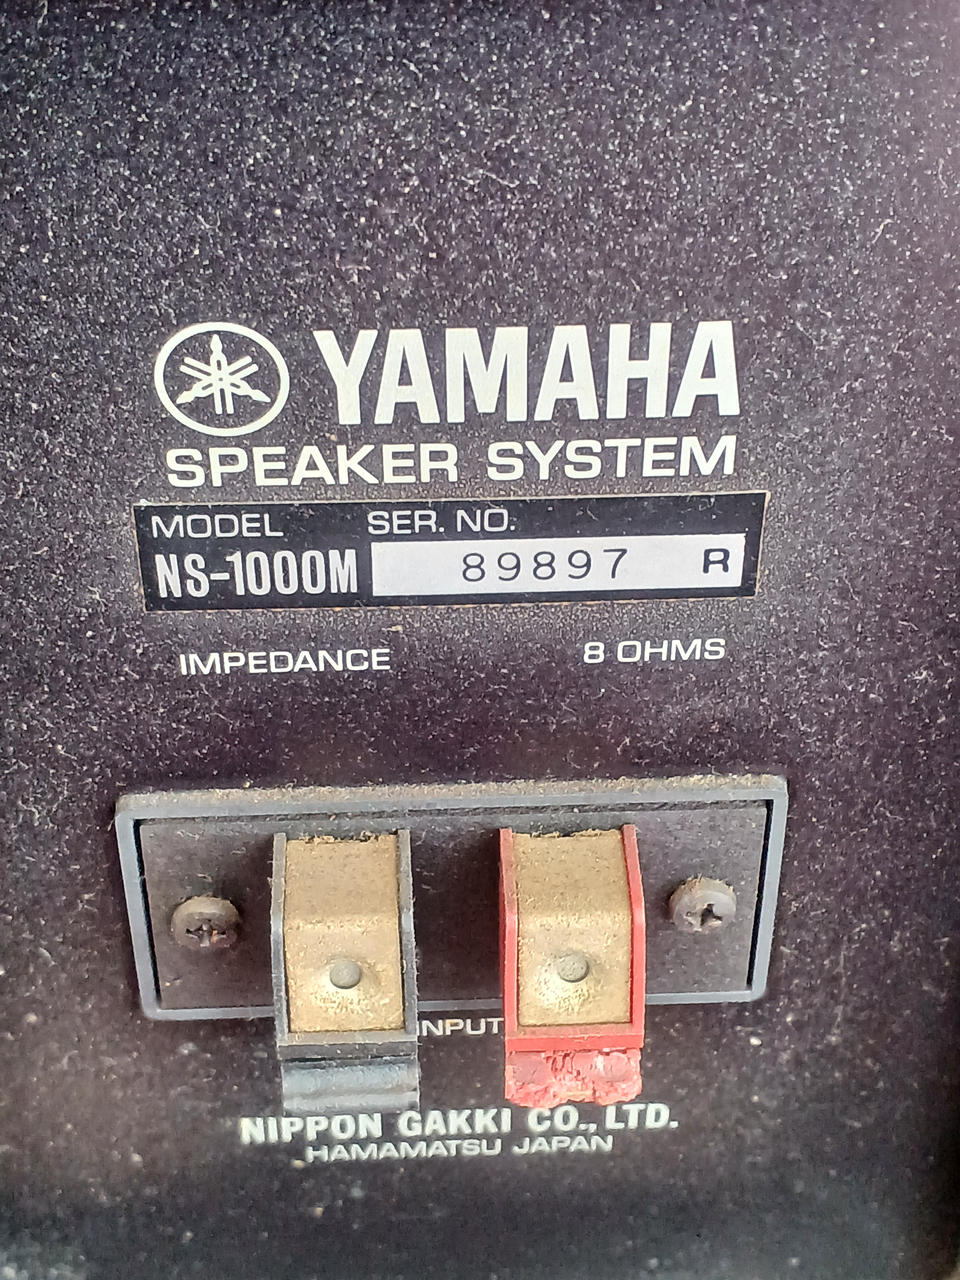 YAMAHA
SPEAKER SYSTEM
MODEL SER. NO.
NS-1000M 89897 R
IMPEDANCE 8 OHMS
INPUT
NIPPON GAKKI CO., LTD.
HAMAMATSU JAPAN